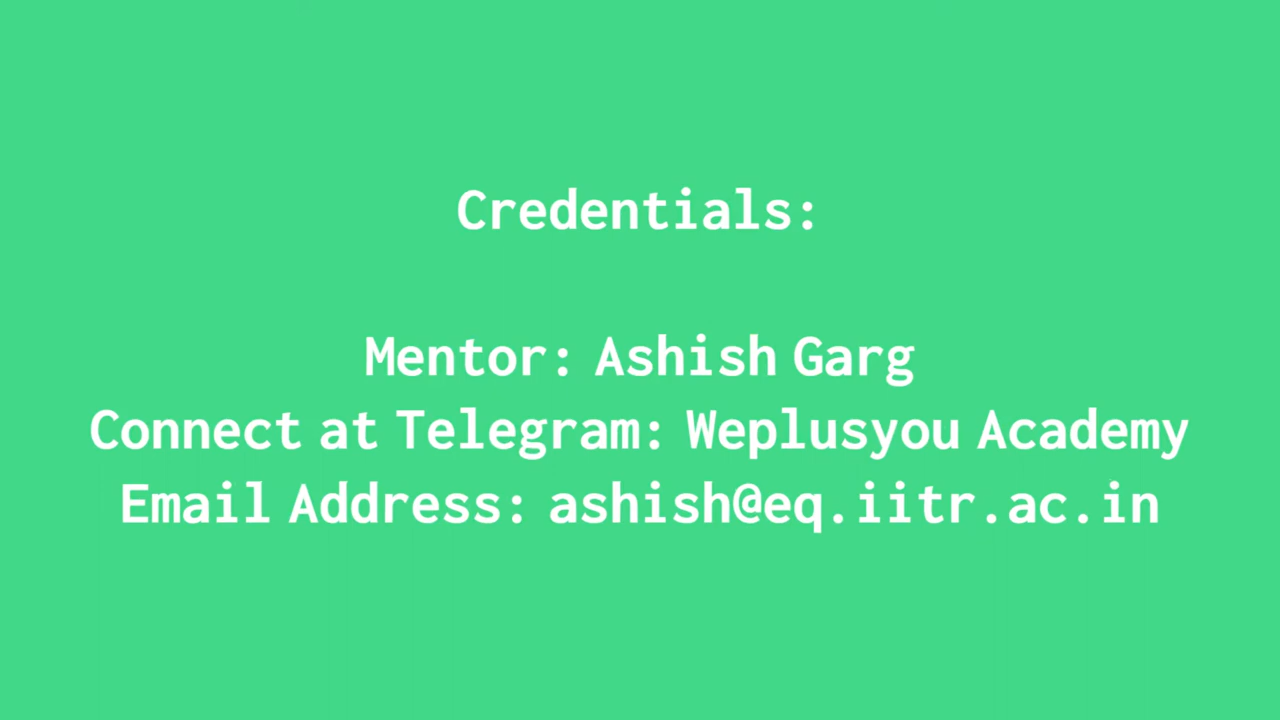 Credentials:
Mentor: Ashish Garg
Connect at Telegram: Weplusyou Academy
Email Address: ashish@eq.iitr.ac.in